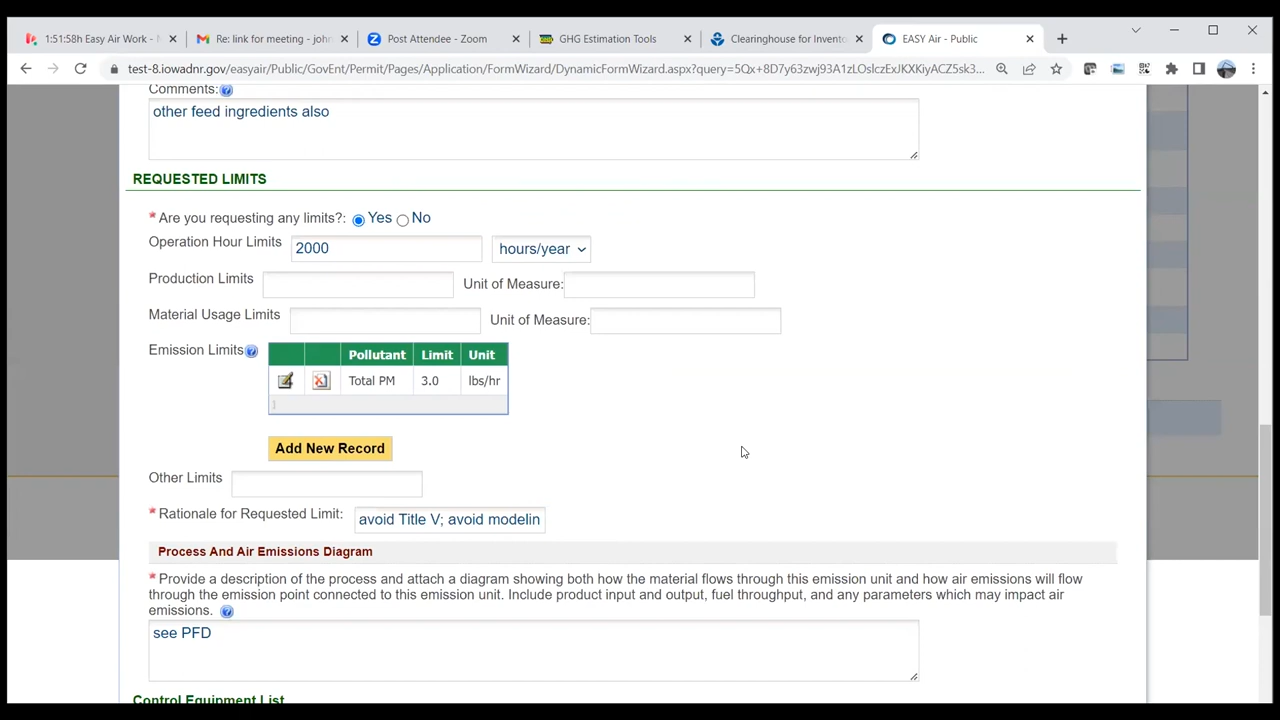 1:51:58h Easy Air Work -
Re: link for meeting - john
Post Attendee - Zoom
GHG Estimation Tools
Clearinghouse for Invento
EASY Air - Public
test-8.iowadnr.gov/easyair/Public/GovEnt/Permit/Pages/Application/FormWizard/DynamicFormWizard.aspx?query=5Qx+8D7y63zwj93A1zLOslczExJKXKiyACZ5sk3...
Comments:
other feed ingredients also
REQUESTED LIMITS
* Are you requesting any limits?: Yes No
Operation Hour Limits 2000 hours/year
Production Limits Unit of Measure:
Material Usage Limits Unit of Measure:
Emission Limits
Pollutant Limit Unit
Total PM 3.0 lbs/hr
1
Add New Record
Other Limits
* Rationale for Requested Limit: avoid Title V; avoid modelin
Process And Air Emissions Diagram
* Provide a description of the process and attach a diagram showing both how the material flows through this emission unit and how air emissions will flow
through the emission point connected to this emission unit. Include product input and output, fuel throughput, and any parameters which may impact air
emissions.
see PFD
Control Equipment List